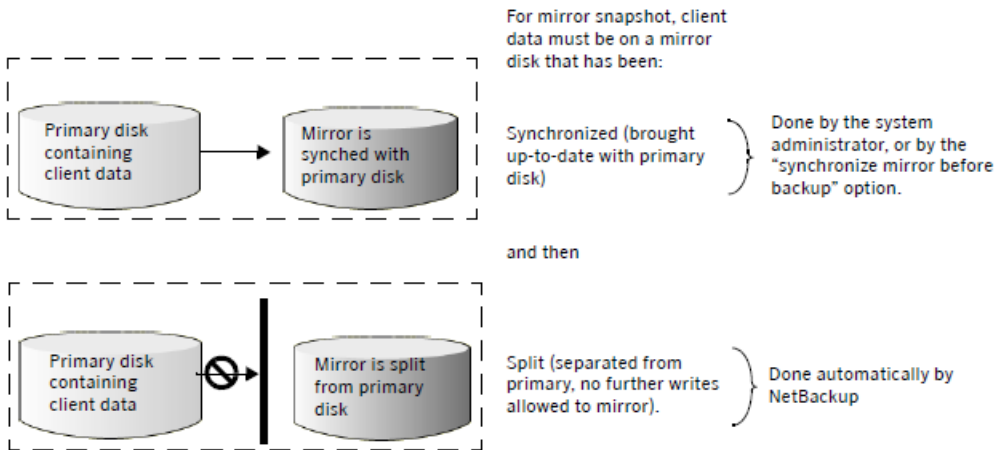 For mirror snapshot, client
data must be on a mirror
disk that has been:
Primary disk
containing
client data
Mirror is
synched with
primary disk
Synchronized (brought
up-to-date with primary
disk)
Done by the system
administrator, or by the
“synchronize mirror before
backup” option.
and then
Primary disk
containing
client data
Mirror is split
from primary
disk
Split (separated from
primary, no further writes
allowed to mirror).
Done automatically by
NetBackup